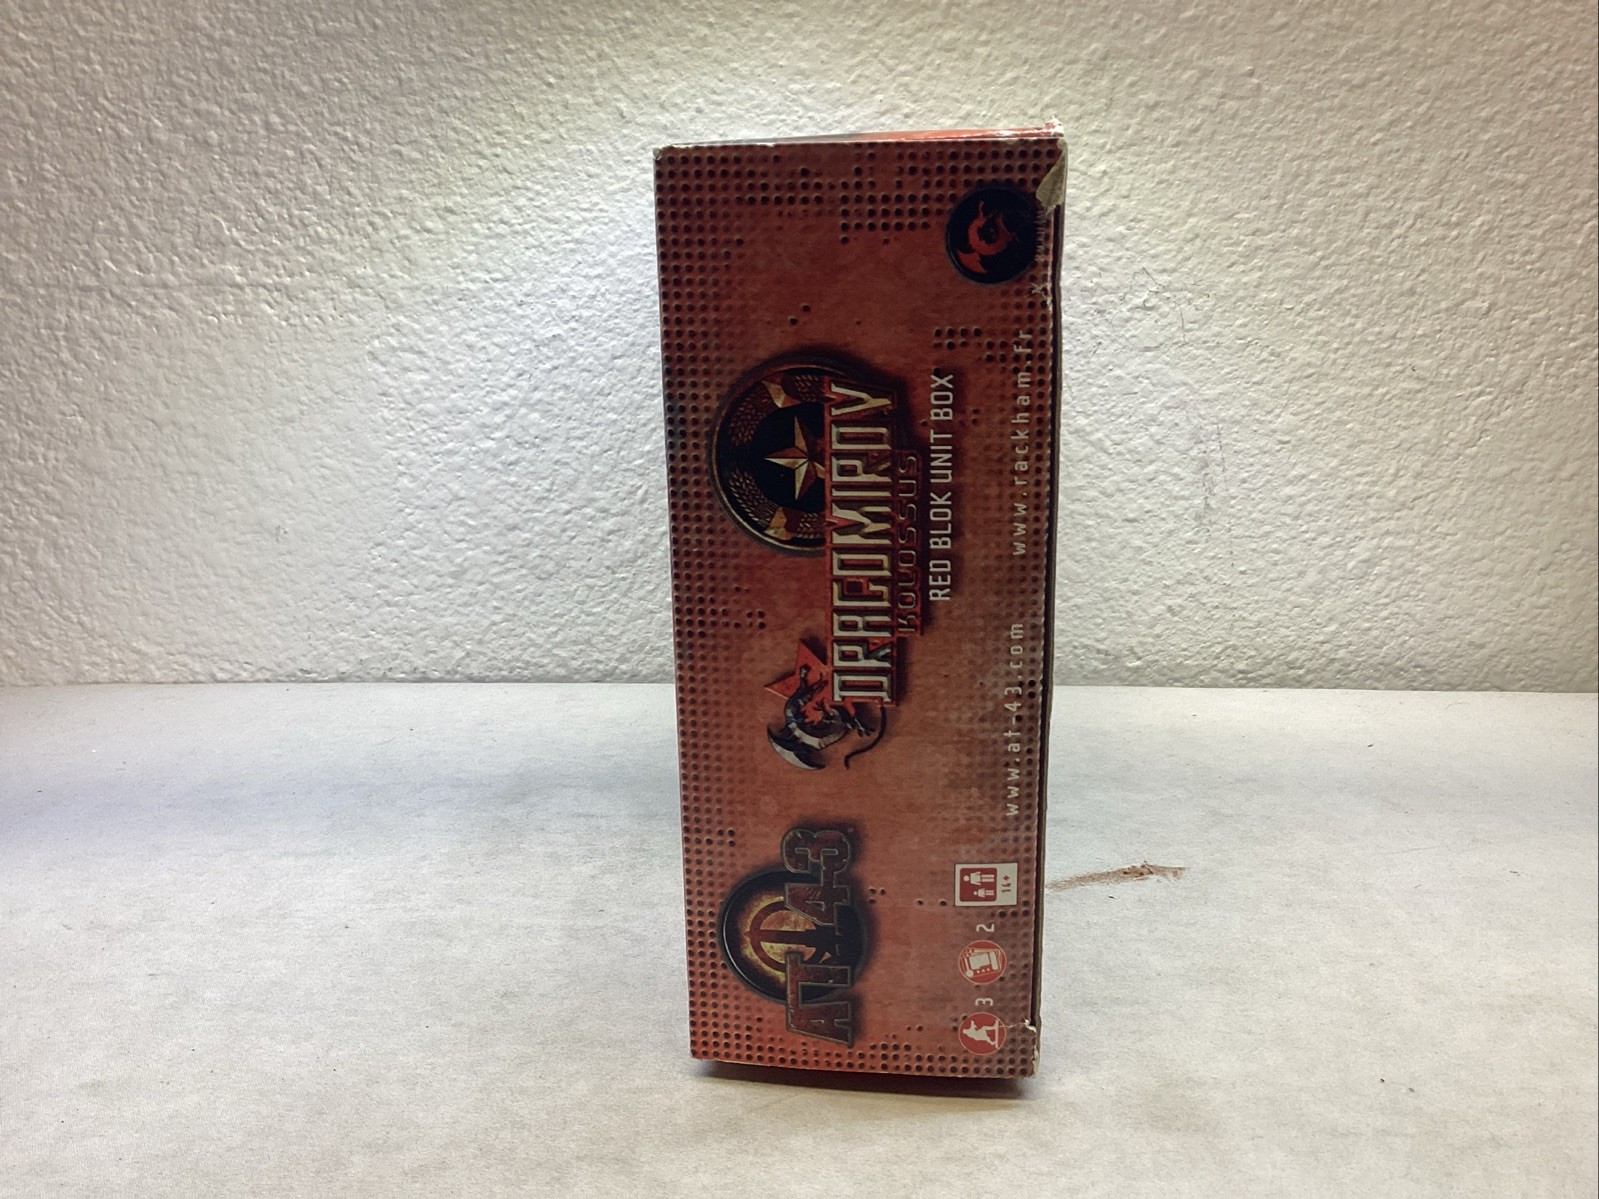 AT-43
DRAGOMIROV
KOLOSSUS
RED BLOK UNIT BOX
3 2
14+
www.at-43.com www.rackham.fr